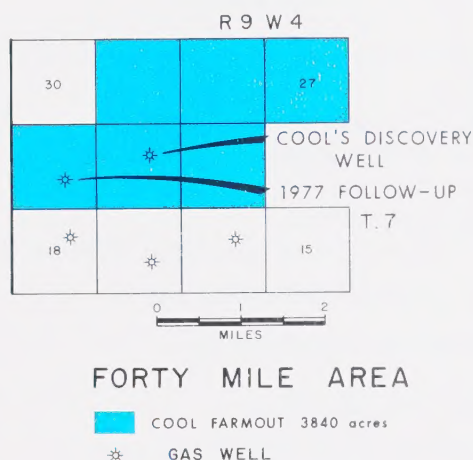 R 9 W 4
30
27
COOL'S DISCOVERY
WELL
1977 FOLLOW-UP
T. 7
18
15
0 1 2
MILES
FORTY MILE AREA
COOL FARMOUT 3840 acres
GAS WELL